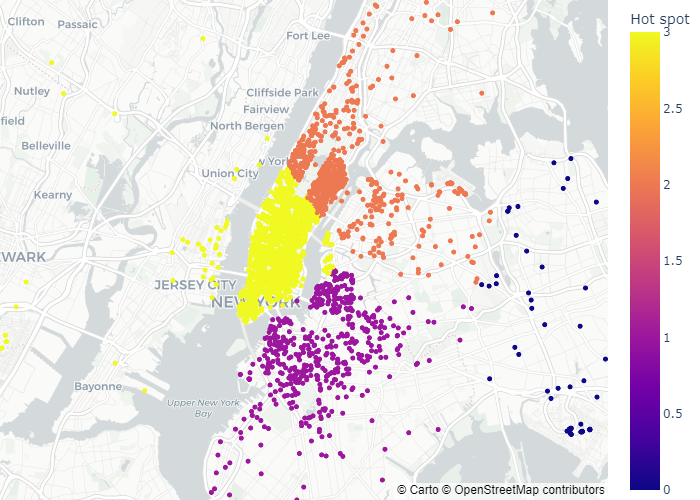 Clifton
Passaic
Fort Lee
Hot spot
3
Nutley
Cliffside Park
Fairview
2.5
field
North Bergen
Belleville
w York
Union City
2
Kearny
WARK
1.5
JERSEY CITY
NEW YORK
1
Bayonne
Upper New York
Bay
0.5
0
© Carto © OpenStreetMap contributors